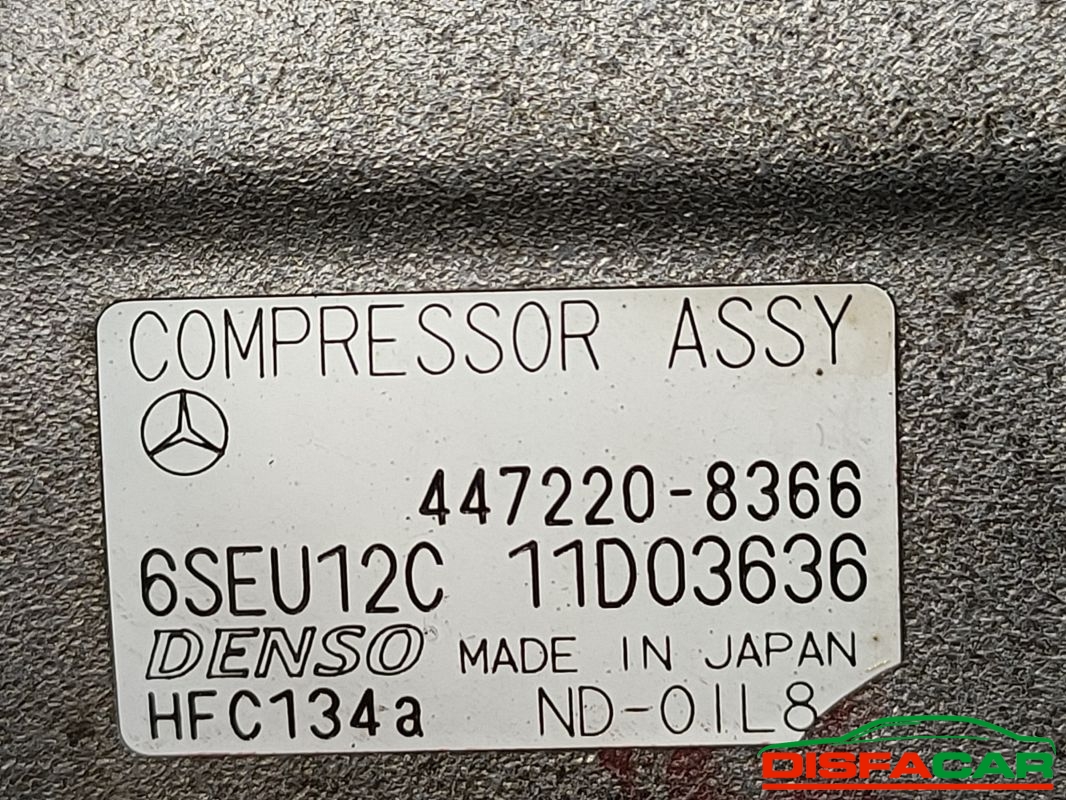 COMPRESSOR ASSY
447220-8366
6SEU12C 11D03636
DENSO MADE IN JAPAN
HFC134a ND-OIL8
DISFACAR